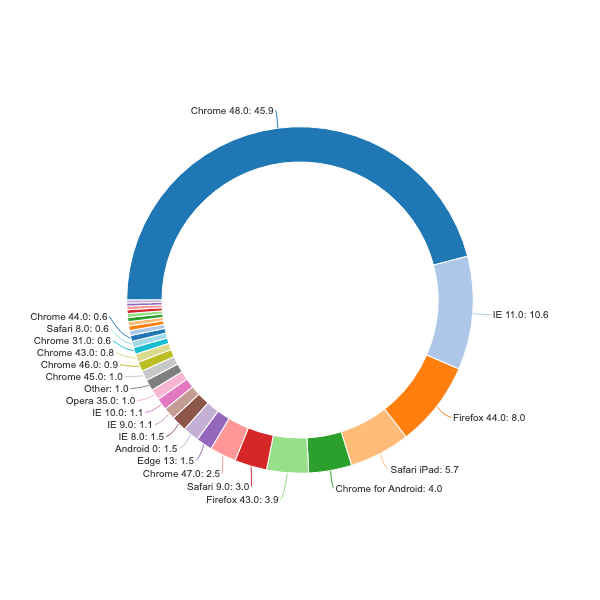 Chrome 48.0: 45.9
IE 11.0: 10.6
Firefox 44.0: 8.0
Safari iPad: 5.7
Chrome for Android: 4.0
Firefox 43.0: 3.9
Safari 9.0: 3.0
Chrome 47.0: 2.5
Edge 13: 1.5
Android 0: 1.5
IE 8.0: 1.5
IE 9.0: 1.1
IE 10.0: 1.1
Opera 35.0: 1.0
Other: 1.0
Chrome 45.0: 1.0
Chrome 46.0: 0.9
Chrome 43.0: 0.8
Chrome 31.0: 0.6
Safari 8.0: 0.6
Chrome 44.0: 0.6